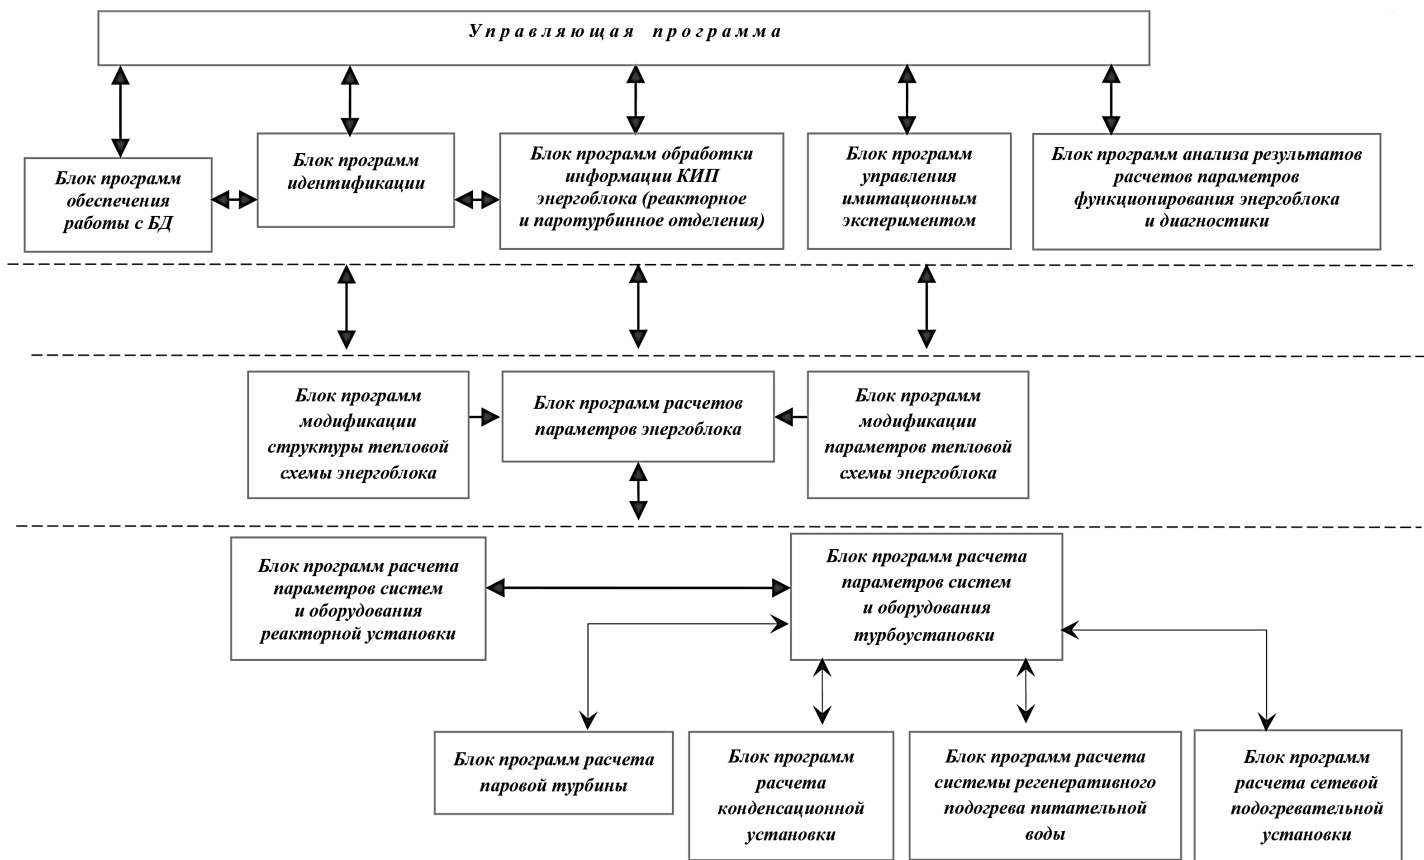 Управляющая программа
Блок программ
обеспечения
работы с БД
Блок программ
идентификации
Блок программ обработки
информации КИП
энергоблока (реакторное
и паротурбинное отделения)
Блок программ
управления
имитационным
экспериментом
Блок программ анализа результатов
расчетов параметров
функционирования энергоблока
и диагностики
Блок программ
модификации
структуры тепловой
схемы энергоблока
Блок программ расчетов
параметров энергоблока
Блок программ
модификации
параметров тепловой
схемы энергоблока
Блок программ расчета
параметров систем
и оборудования
реакторной установки
Блок программ расчета
параметров систем
и оборудования
турбоустановки
Блок программ расчета
паровой турбины
Блок программ
расчета
конденсационной
установки
Блок программ расчета
системы регенеративного
подогрева питательной
воды
Блок программ
расчета сетевой
подогревательной
установки